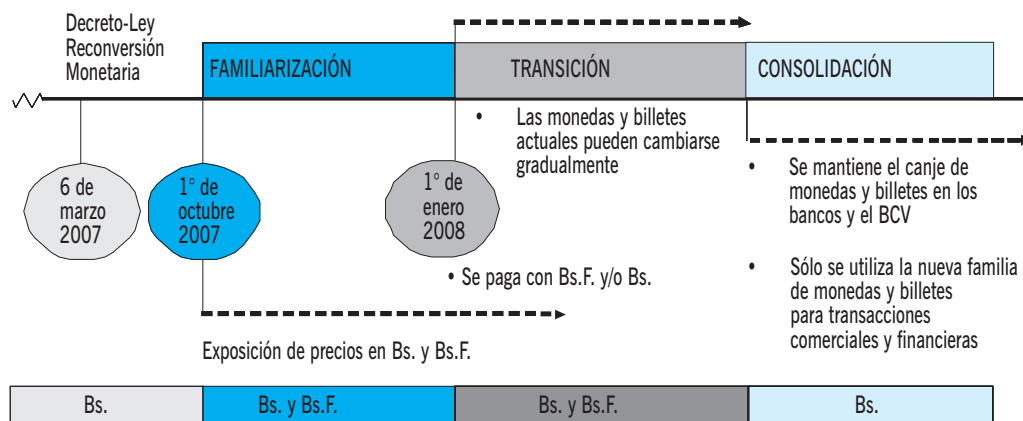 Decreto-Ley
Reconversión
Monetaria
FAMILIARIZACIÓN
TRANSICIÓN
CONSOLIDACIÓN
6 de
marzo
2007
1° de
octubre
2007
1° de
enero
2008
• Las monedas y billetes
actuales pueden cambiarse
gradualmente
• Se paga con Bs.F. y/o Bs.
Exposición de precios en Bs. y Bs.F.
• Se mantiene el canje de
monedas y billetes en los
bancos y el BCV
• Sólo se utiliza la nueva familia
de monedas y billetes
para transacciones
comerciales y financieras
Bs.
Bs. y Bs.F.
Bs. y Bs.F.
Bs.